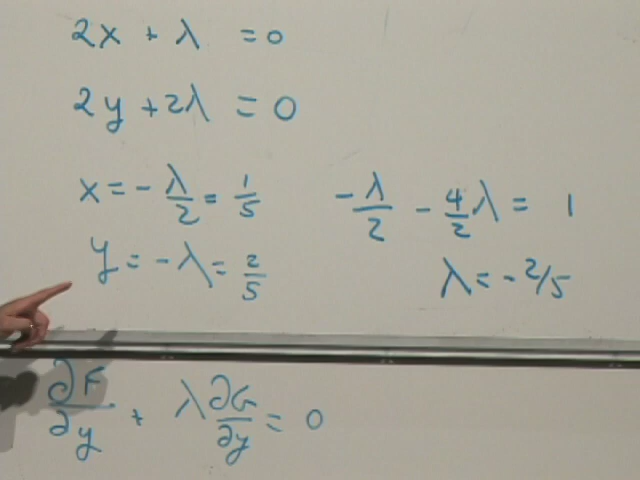 2x + λ = 0
2y + 2λ = 0
x = - λ/2 = 1/5
- λ/2 - 4/2 λ = 1
y = - λ = 2/5
λ = - 2/5
∂F/∂y + λ ∂G/∂y = 0